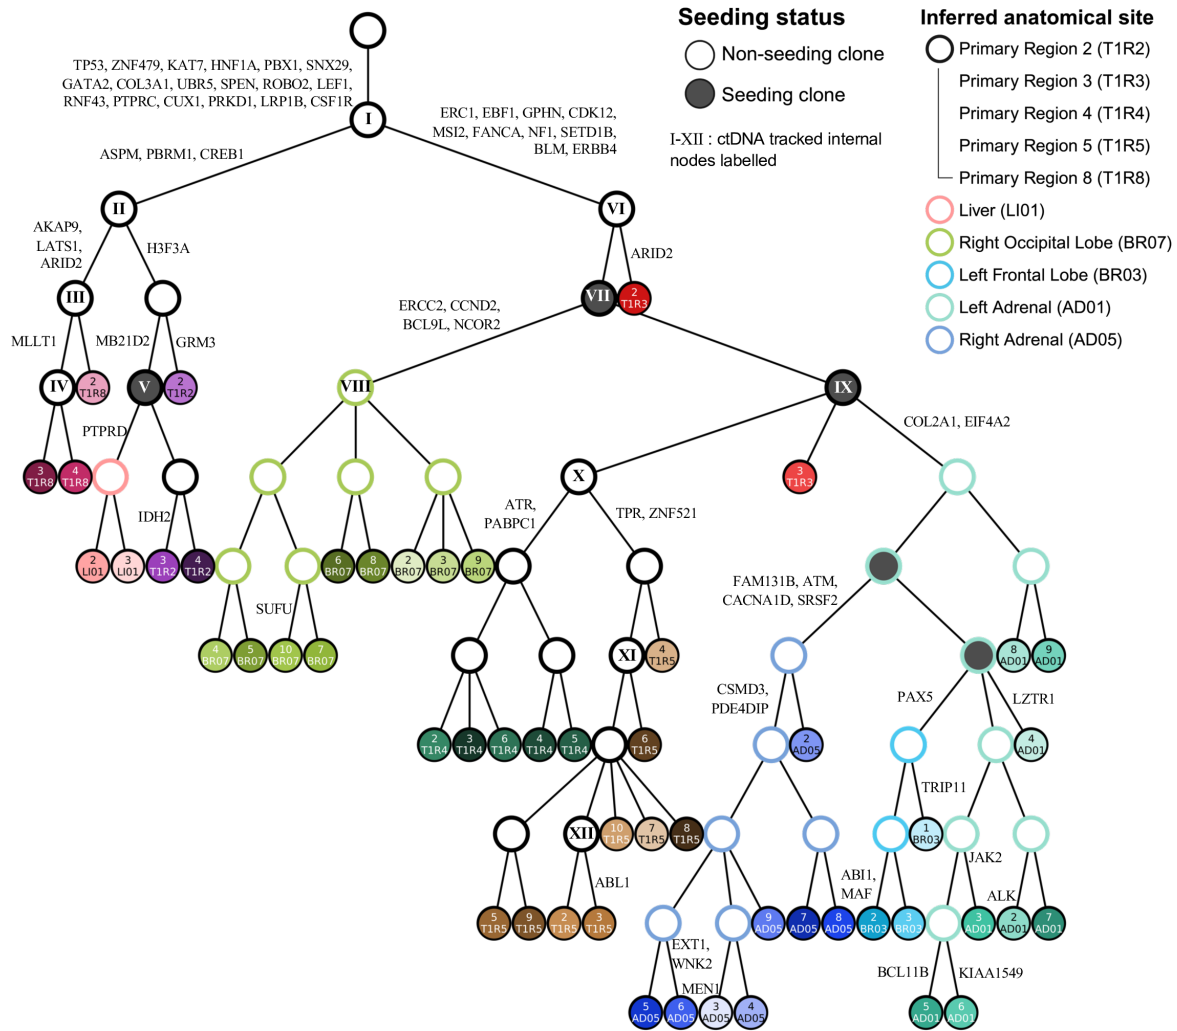 Seeding status
Non-seeding clone
Seeding clone
I-XII : ctDNA tracked internal
nodes labelled
Inferred anatomical site
Primary Region 2 (T1R2)
Primary Region 3 (T1R3)
Primary Region 4 (T1R4)
Primary Region 5 (T1R5)
Primary Region 8 (T1R8)
Liver (LI01)
Right Occipital Lobe (BR07)
Left Frontal Lobe (BR03)
Left Adrenal (AD01)
Right Adrenal (AD05)
TP53, ZNF479, KAT7, HNF1A, PBX1, SNX29,
GATA2, COL3A1, UBR5, SPEN, ROBO2, LEF1,
RNF43, PTPRC, CUX1, PRKD1, LRP1B, CSF1R
I
ERC1, EBF1, GPHN, CDK12,
MSI2, FANCA, NF1, SETD1B,
BLM, ERBB4
ASPM, PBRM1, CREB1
II
VI
AKAP9,
LATS1,
ARID2
H3F3A
ARID2
III
VII
2
T1R3
ERCC2, CCND2,
BCL9L, NCOR2
MLLT1
MB21D2
GRM3
IV
2
T1R8
V
2
T1R2
VIII
IX
COL2A1, EIF4A2
PTPRD
3
T1R8
4
T1R8
X
3
T1R3
IDH2
ATR,
PABPC1
TPR, ZNF521
2
LI01
3
LI01
3
T1R2
4
T1R2
6
BR07
8
BR07
2
BR07
3
BR07
9
BR07
SUFU
FAM131B, ATM,
CACNA1D, SRSF2
4
BR07
5
BR07
10
BR07
7
BR07
XI
4
T1R5
8
AD01
9
AD01
CSMD3,
PDE4DIP
PAX5
LZTR1
2
T1R4
3
T1R4
6
T1R4
4
T1R4
5
T1R4
6
T1R5
2
AD05
4
AD01
TRIP11
XII
10
T1R5
7
T1R5
8
T1R5
1
BR03
ABL1
ABI1,
MAF
JAK2
ALK
5
T1R5
9
T1R5
2
T1R5
3
T1R5
9
AD05
7
AD05
8
AD05
2
BR03
3
BR03
3
AD01
2
AD01
7
AD01
EXT1,
WNK2
MEN1
BCL11B
KIAA1549
5
AD05
6
AD05
3
AD05
4
AD05
5
AD01
6
AD01